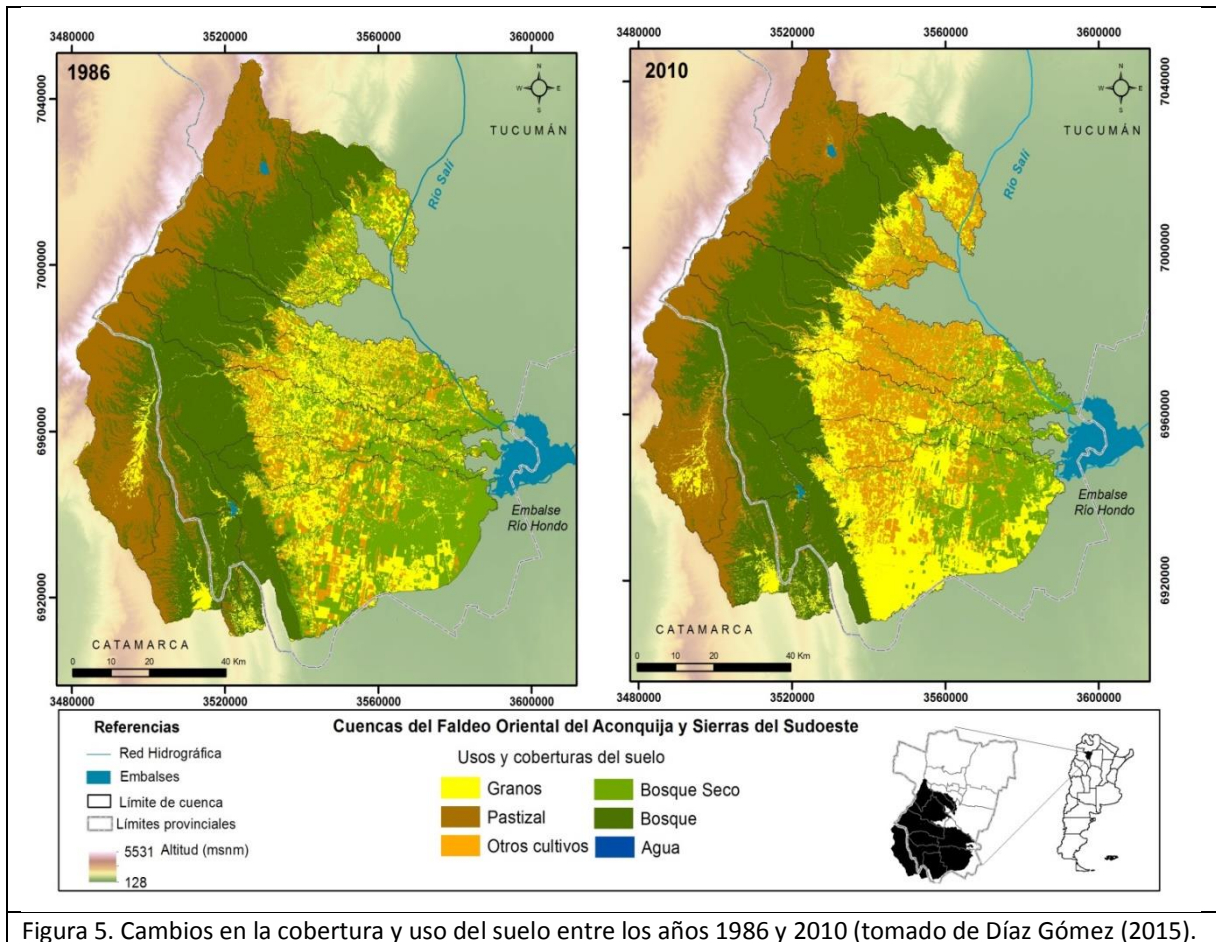 3480000 3520000 3560000 3600000
3480000 3520000 3560000 3600000
1986
TUCUMÁN
Río Salí
7040000
7000000
6960000
6920000
Embalse
Río Hondo
CATAMARCA
0 10 20 40 Km
3480000 3520000 3560000 3600000
2010
TUCUMÁN
Río Salí
7040000
7000000
6960000
6920000
Embalse
Río Hondo
CATAMARCA
0 10 20 40 Km
3480000 3520000 3560000 3600000
N
W E
S
N
W E
S
Referencias
Red Hidrográfica
Embalses
Límite de cuenca
Límites provinciales
5531 Altitud (msnm)
128
Cuencas del Faldeo Oriental del Aconquija y Sierras del Sudoeste
Usos y coberturas del suelo
Granos
Pastizal
Otros cultivos
Bosque Seco
Bosque
Agua
Figura 5. Cambios en la cobertura y uso del suelo entre los años 1986 y 2010 (tomado de Díaz Gómez (2015).